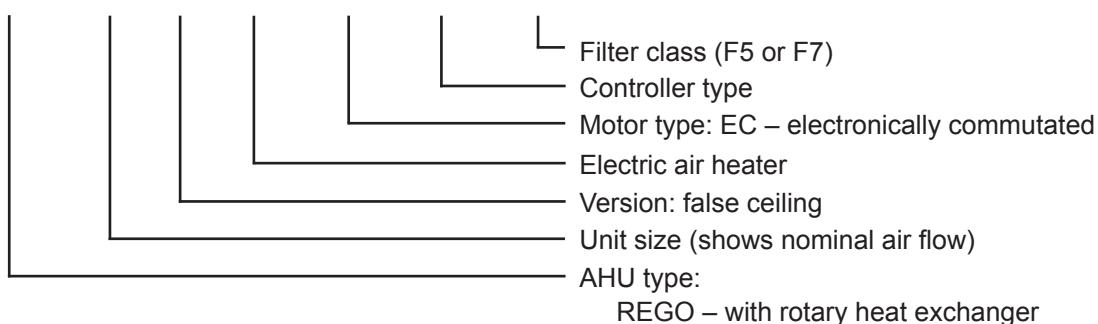 Filter class (F5 or F7)
Controller type
Motor type: EC – electronically commutated
Electric air heater
Version: false ceiling
Unit size (shows nominal air flow)
AHU type:
REGO – with rotary heat exchanger